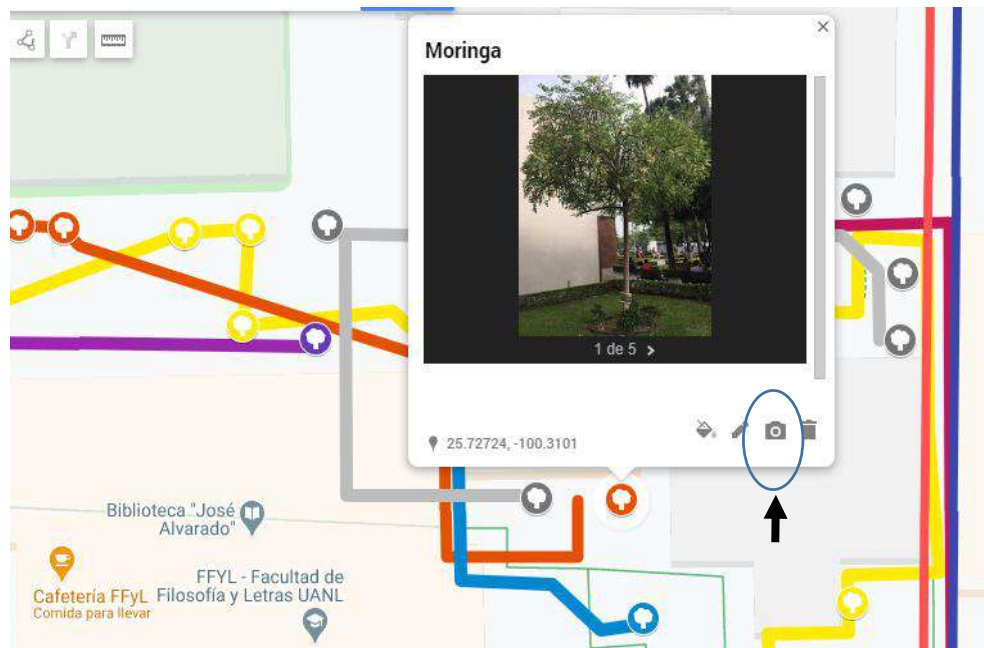 Moringa
1 de 5
25.72724, -100.3101
Biblioteca "José
Alvarado"
FFYL - Facultad de
Filosofía y Letras UANL
Cafetería FFyL
Comida para llevar